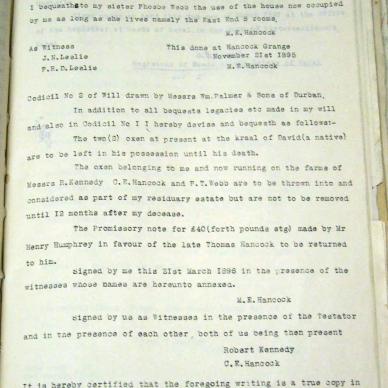 I bequeath to my sister Phoebe Webb the use of the house now occupied
by me as long as she lives namely the East End 5 rooms,
M.E.Hancock
As Witness This done at Hancock Grange
J.N.Leslie November 21st 1895
F.R.D.Leslie M.E.Hancock
Codicil No 2 of Will drawn by Messrs Wm.Palmer & Sons of Durban,
In addition to all bequests legacies etc made in my will
and also in Codicil No I I hereby devise and bequeath as follows:-
The two(2) oxen at present at the kraal of David(a native)
are to be left in his possession until his death.
The oxen belonging to me and now running on the farms of
Messrs R.Kennedy C.E.Hancock and F.T.Webb are to be thrown into and
considered as part of my residuary estate but are not to be removed
until 12 months after my decease.
The Promissory note for £40(forth pounds stg) made by Mr
Henry Humphrey in favour of the late Thomas Hancock to be returned
to him.
Signed by me this 21st March 1896 in the presence of the
witnesses whose names are hereunto annexed.
M.E.Hancock
Signed by us as Witnesses in the presence of the Testator
and in the presence of each other, both of us being then present
Robert Kennedy
C.E.Hancock
It is hereby certified that the foregoing writing is a true copy in